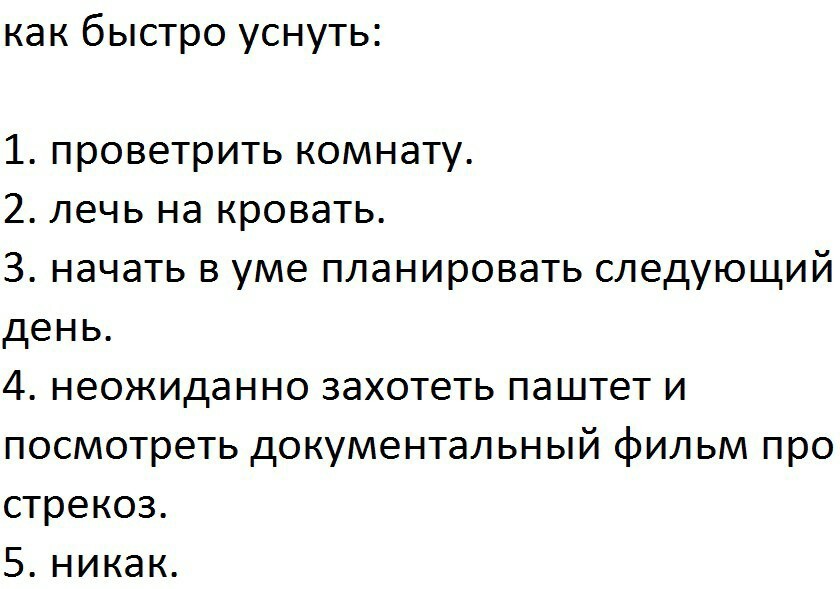 как быстро уснуть:
1. проветрить комнату.
2. лечь на кровать.
3. начать в уме планировать следующий
день.
4. неожиданно захотеть паштет и
посмотреть документальный фильм про
стрекоз.
5. никак.